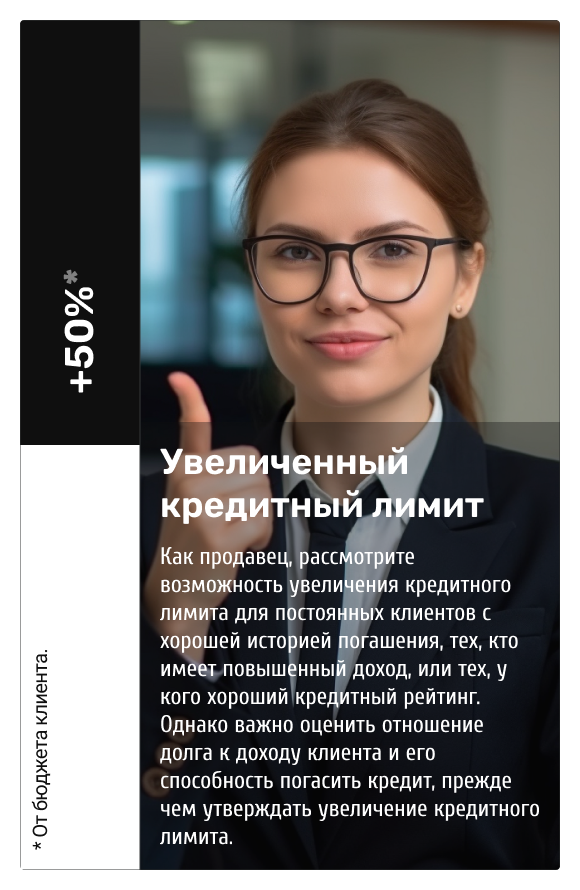 +50%*
* От бюджета клиента.
Увеличенный
кредитный лимит
Как продавец, рассмотрите
возможность увеличения кредитного
лимита для постоянных клиентов с
хорошей историей погашения, тех, кто
имеет повышенный доход, или тех, у
кого хороший кредитный рейтинг.
Однако важно оценить отношение
долга к доходу клиента и его
способность погасить кредит, прежде
чем утверждать увеличение кредитного
лимита.